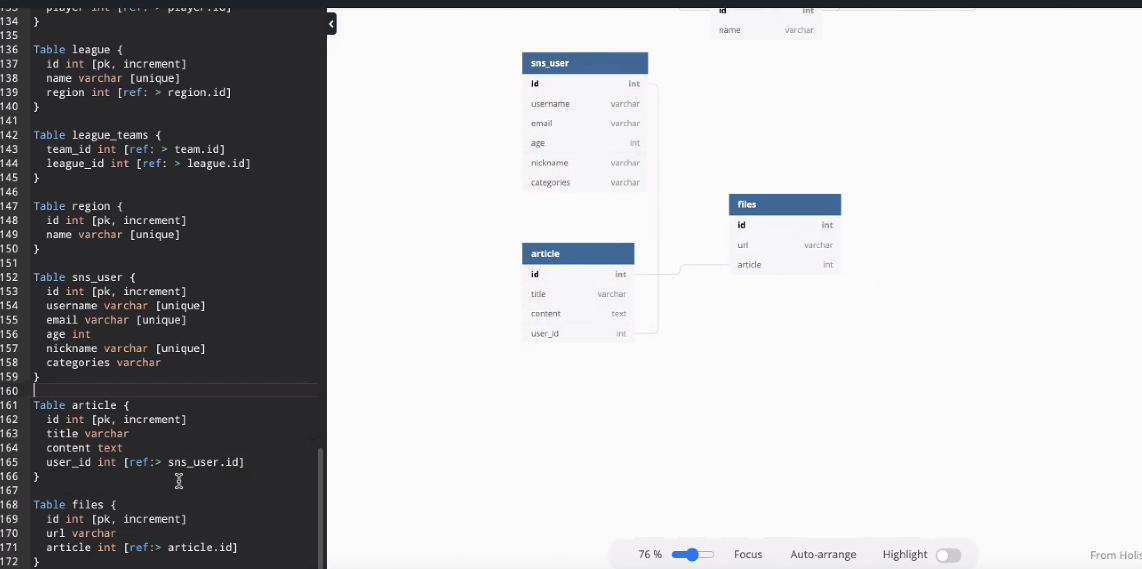 133 player int [ref: > player.id]
134 }
135
136 Table league {
137 id int [pk, increment]
138 name varchar [unique]
139 region int [ref: > region.id]
140 }
141
142 Table league_teams {
143 team_id int [ref: > team.id]
144 league_id int [ref: > league.id]
145 }
146
147 Table region {
148 id int [pk, increment]
149 name varchar [unique]
150 }
151
152 Table sns_user {
153 id int [pk, increment]
154 username varchar [unique]
155 email varchar [unique]
156 age int
157 nickname varchar [unique]
158 categories varchar
159 }
160
161 Table article {
162 id int [pk, increment]
163 title varchar
164 content text
165 user_id int [ref:> sns_user.id]
166 }
167
168 Table files {
169 id int [pk, increment]
170 url varchar
171 article int [ref:> article.id]
172 }
id int
name varchar
sns_user
id int
username varchar
email varchar
age int
nickname varchar
categories varchar
files
id int
url varchar
article int
article
id int
title varchar
content text
user_id int
76 % Focus Auto-arrange Highlight
From Holis